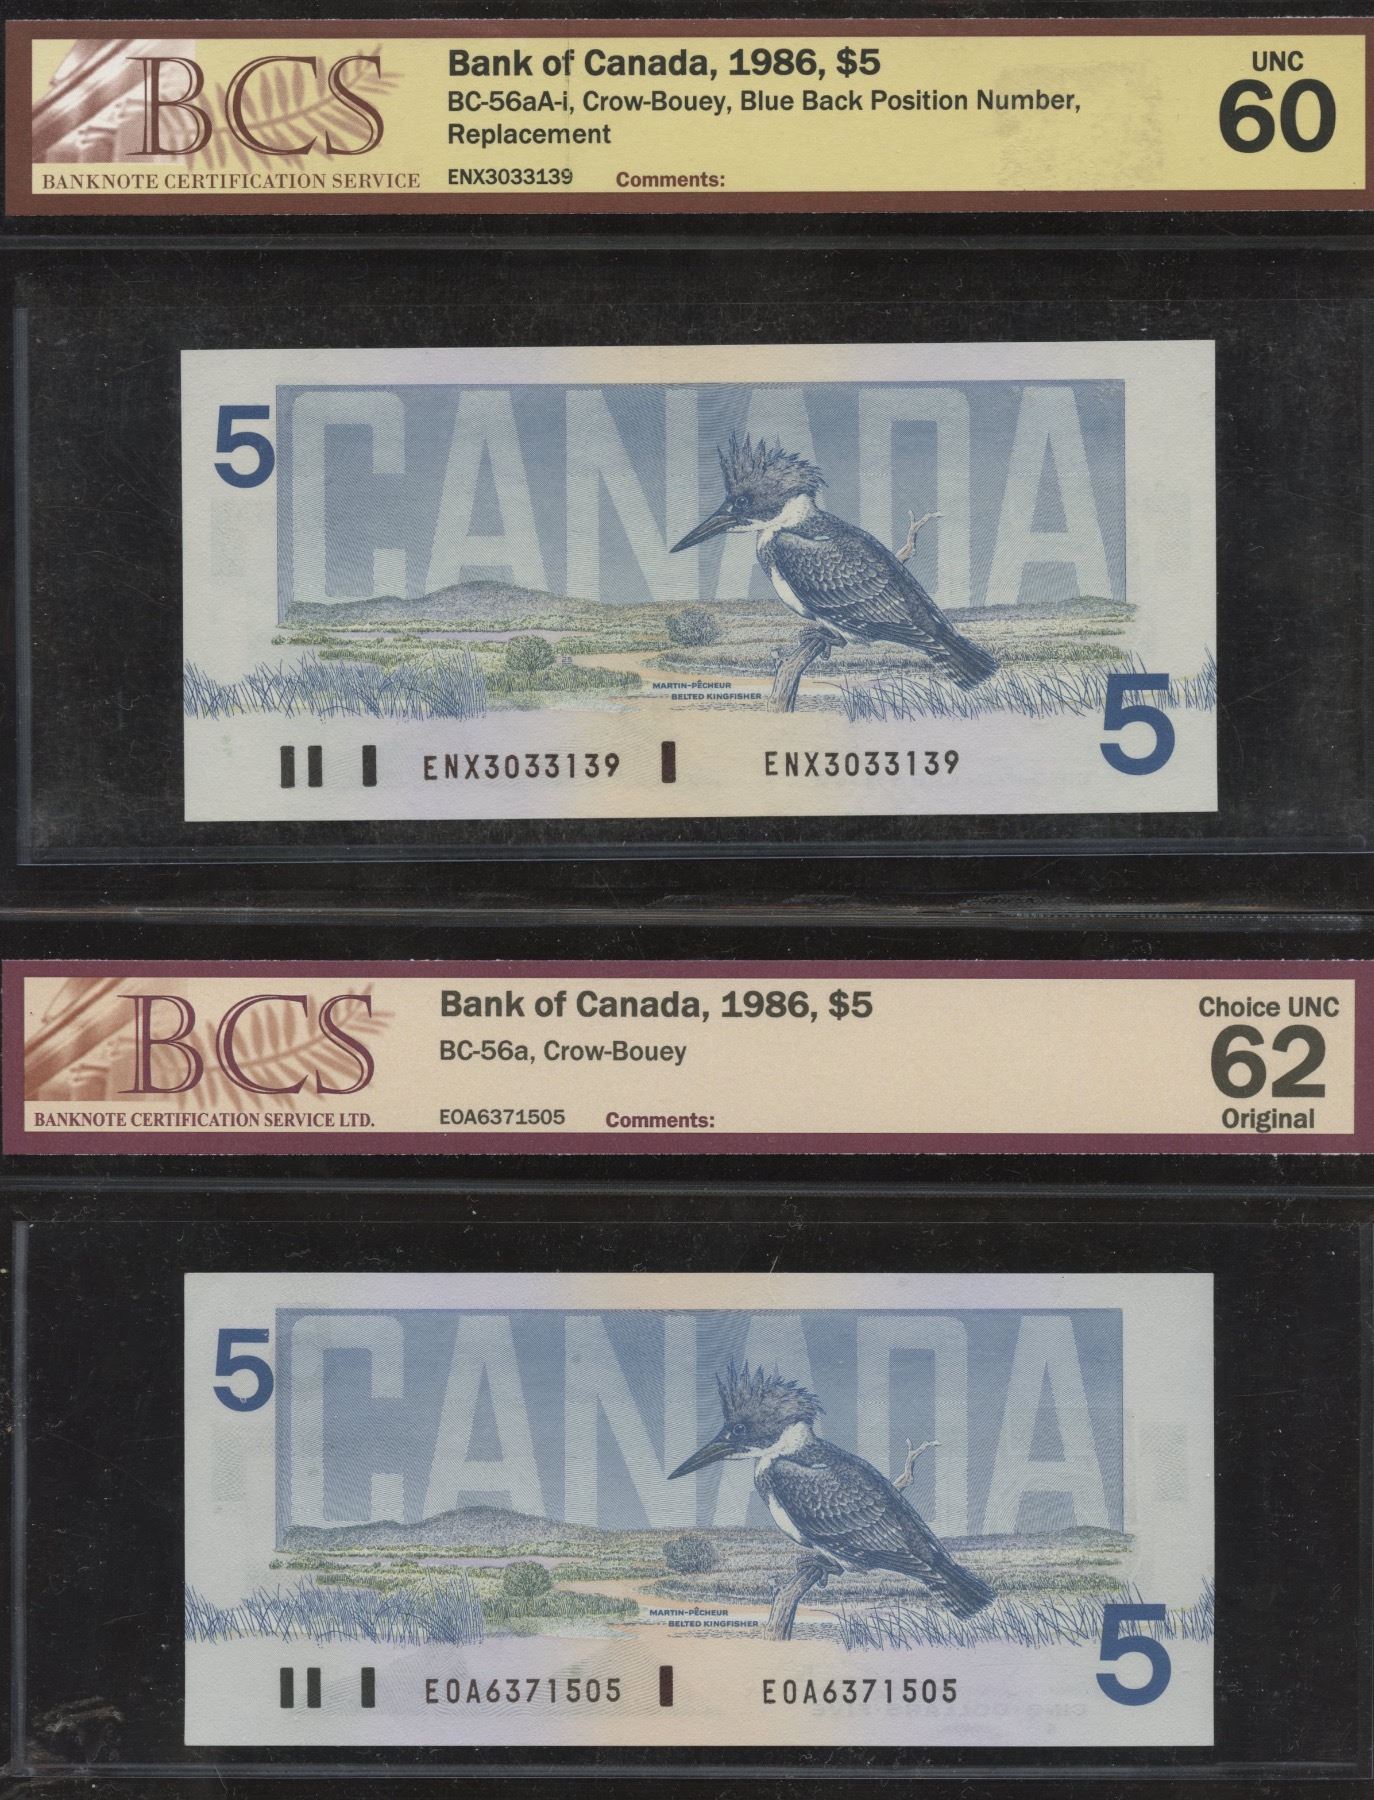 BCS
BANKNOTE CERTIFICATION SERVICE
Bank of Canada, 1986, $5
BC-56aA-i, Crow-Bouey, Blue Back Position Number,
Replacement
ENX3033139 Comments:
UNC
60
CANADA
5
MARTIN-PÊCHEUR
BELTED KINGFISHER
5
ENX3033139 ENX3033139
BCS
BANKNOTE CERTIFICATION SERVICE LTD.
Bank of Canada, 1986, $5
BC-56a, Crow-Bouey
EOA6371505 Comments:
Choice UNC
62
Original
CANADA
5
MARTIN-PÊCHEUR
BELTED KINGFISHER
5
EOA6371505 EOA6371505